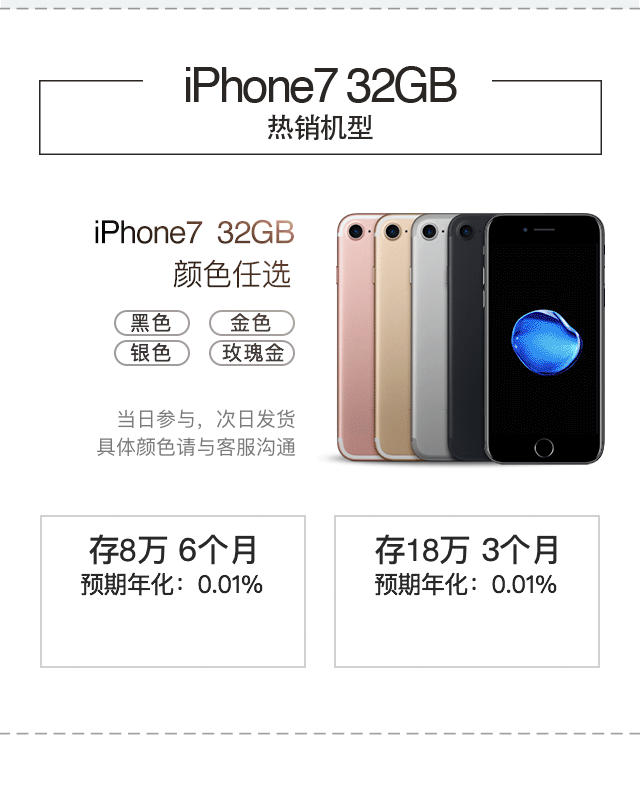 iPhone7 32GB
热销机型
iPhone7 32GB
颜色任选
黑色 金色
银色 玫瑰金
当日参与，次日发货
具体颜色请与客服沟通
存8万 6个月
预期年化：0.01%
存18万 3个月
预期年化：0.01%